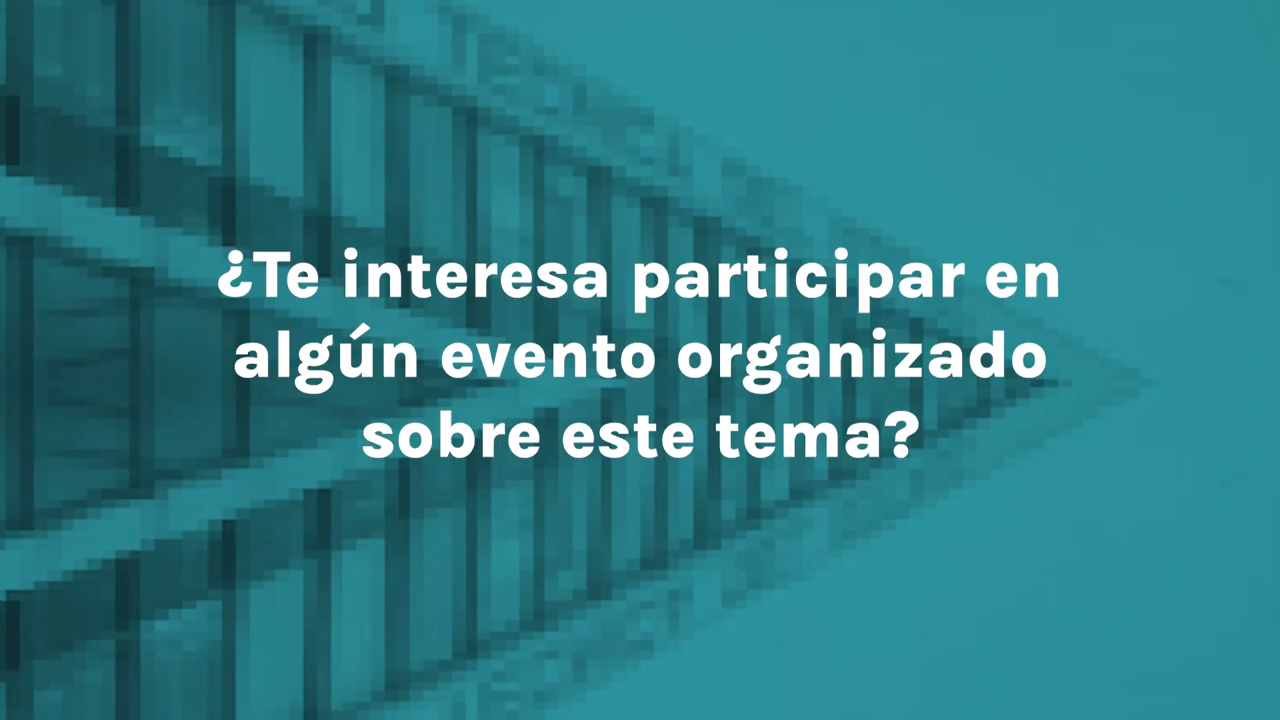 ¿Te interesa participar en
algún evento organizado
sobre este tema?